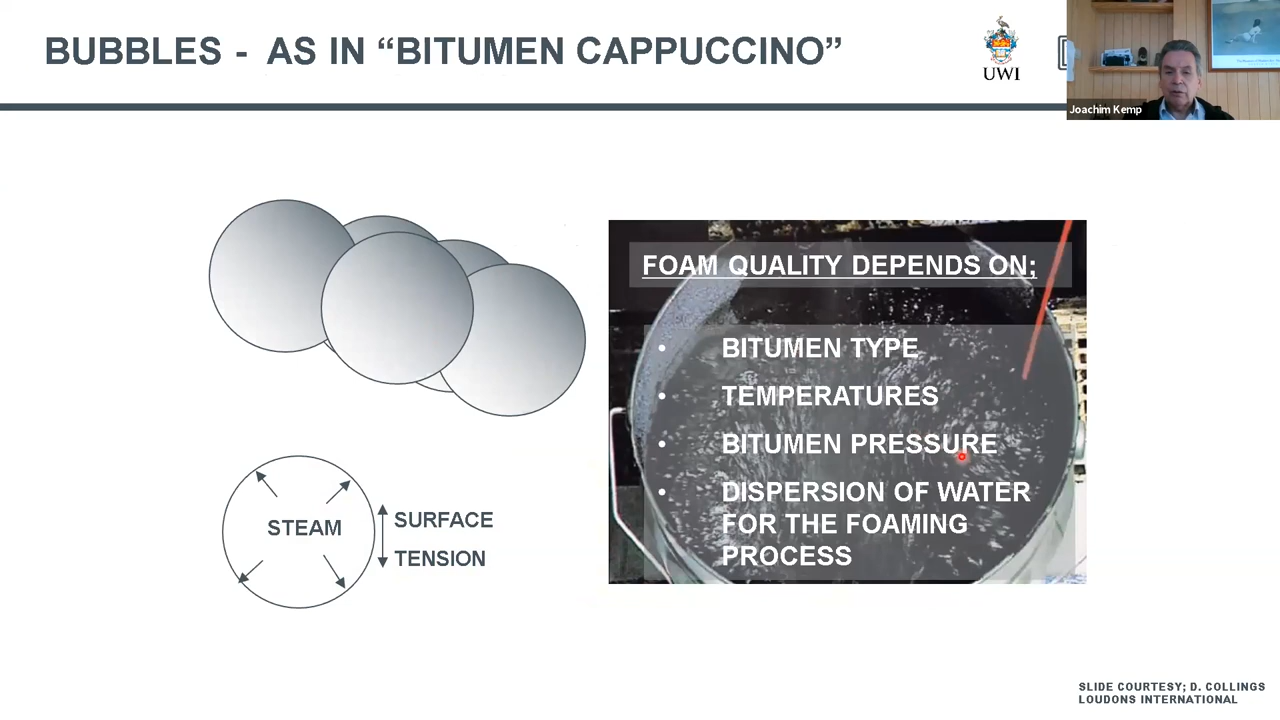 BUBBLES - AS IN “BITUMEN CAPPUCCINO”
UWI
Joachim Kemp
FOAM QUALITY DEPENDS ON;
• BITUMEN TYPE
• TEMPERATURES
• BITUMEN PRESSURE
• DISPERSION OF WATER
FOR THE FOAMING
PROCESS
STEAM
SURFACE
TENSION
SLIDE COURTESY; D. COLLINGS
LOUDONS INTERNATIONAL